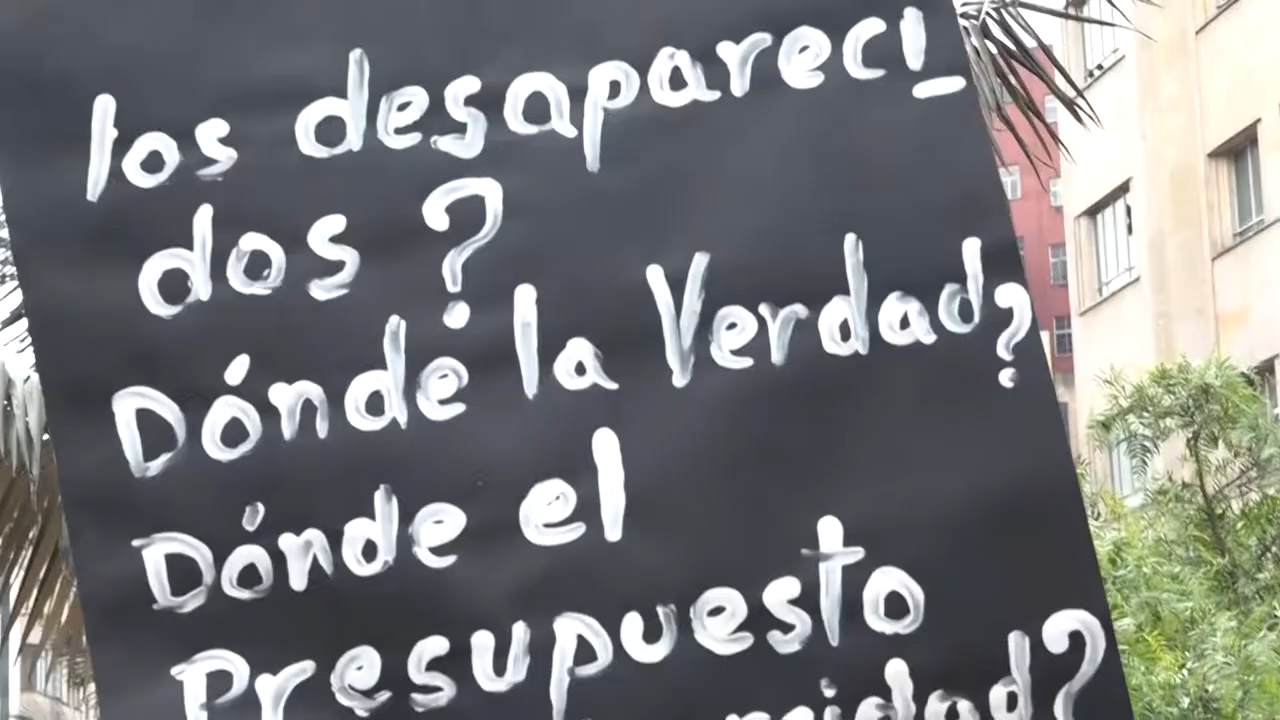 los desapareci_
dos?
Dónde la Verdad?
Dónde el
Presupuesto